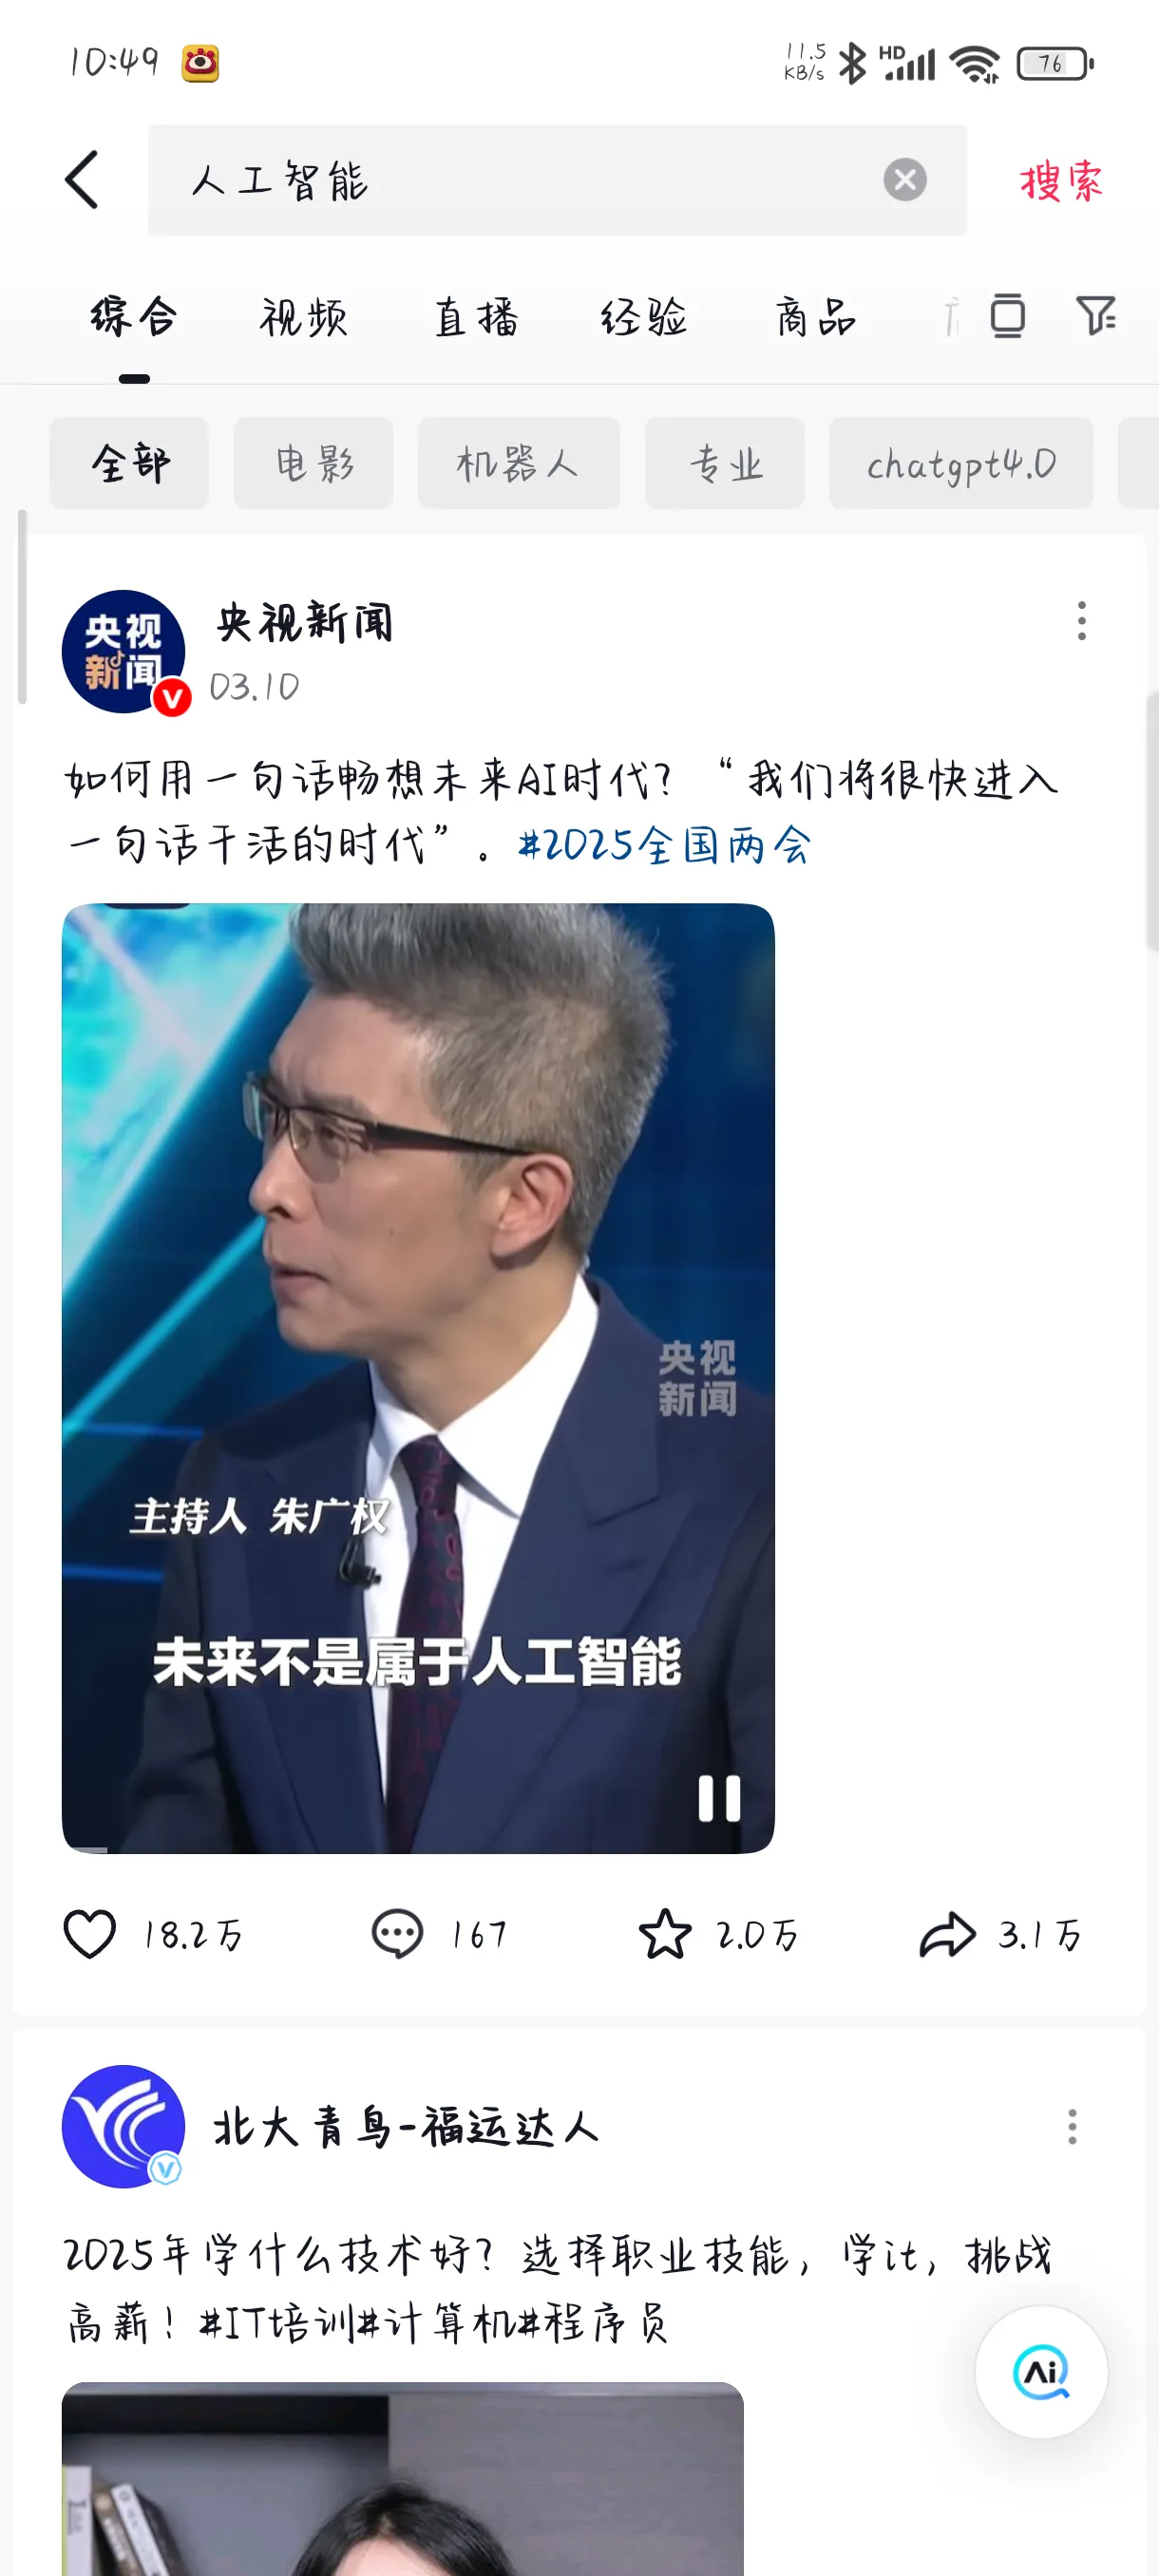 10:49
11.5
KB/s
HD
76
人工智能
搜索
综合 视频 直播 经验 商品
全部 电影 机器人 专业 chatgpt4.0
央视
新闻
央视新闻
03.10
如何用一句话畅想未来AI时代？“我们将很快进入
一句话干活的时代”。#2025全国两会
央视
新闻
主持人 朱广权
未来不是属于人工智能
18.2万 167 2.0万 3.1万
北大青鸟-福运达人
2025年学什么技术好？选择职业技能，学it，挑战
高薪！#IT培训#计算机#程序员
Ai